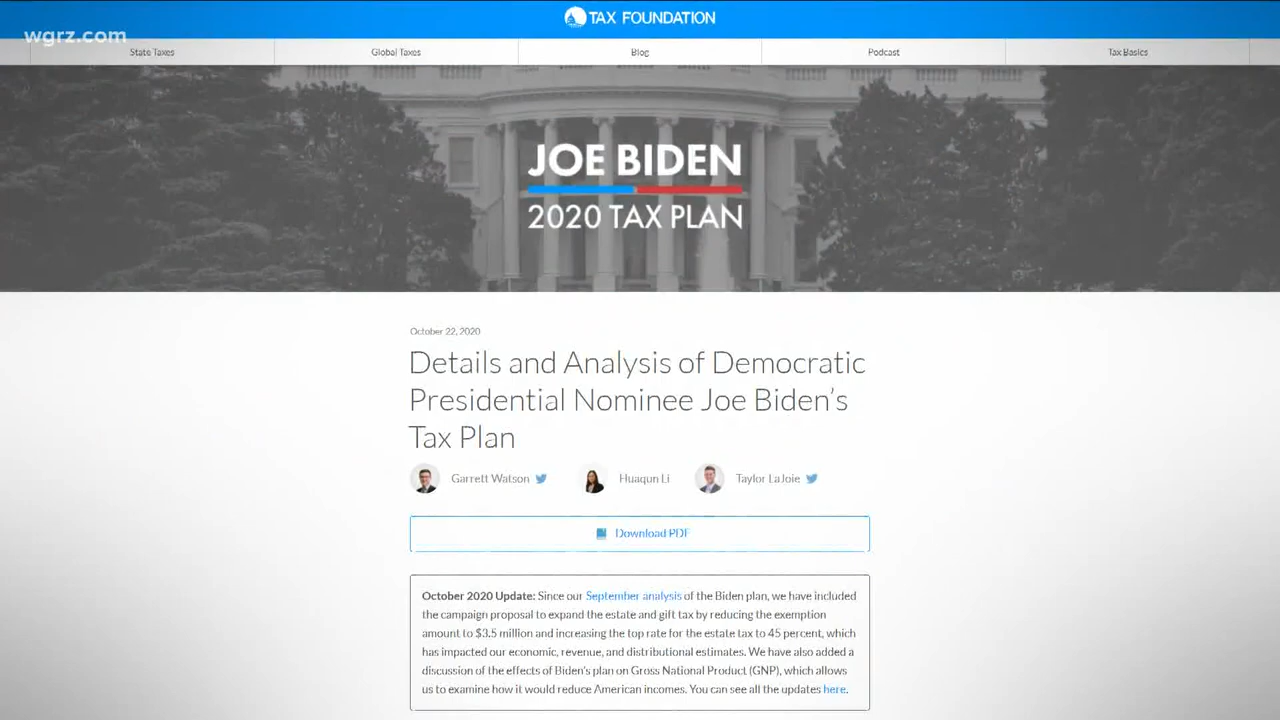 TAX FOUNDATION
wgrz.com
State Taxes Global Taxes Blog Podcast Tax Basics
JOE BIDEN
2020 TAX PLAN
October 22, 2020
Details and Analysis of Democratic
Presidential Nominee Joe Biden's
Tax Plan
Garrett Watson Huaqun Li Taylor LaJoie
Download PDF
October 2020 Update: Since our September analysis of the Biden plan, we have included
the campaign proposal to expand the estate and gift tax by reducing the exemption
amount to $3.5 million and increasing the top rate for the estate tax to 45 percent, which
has impacted our economic, revenue, and distributional estimates. We have also added a
discussion of the effects of Biden's plan on Gross National Product (GNP), which allows
us to examine how it would reduce American incomes. You can see all the updates here.